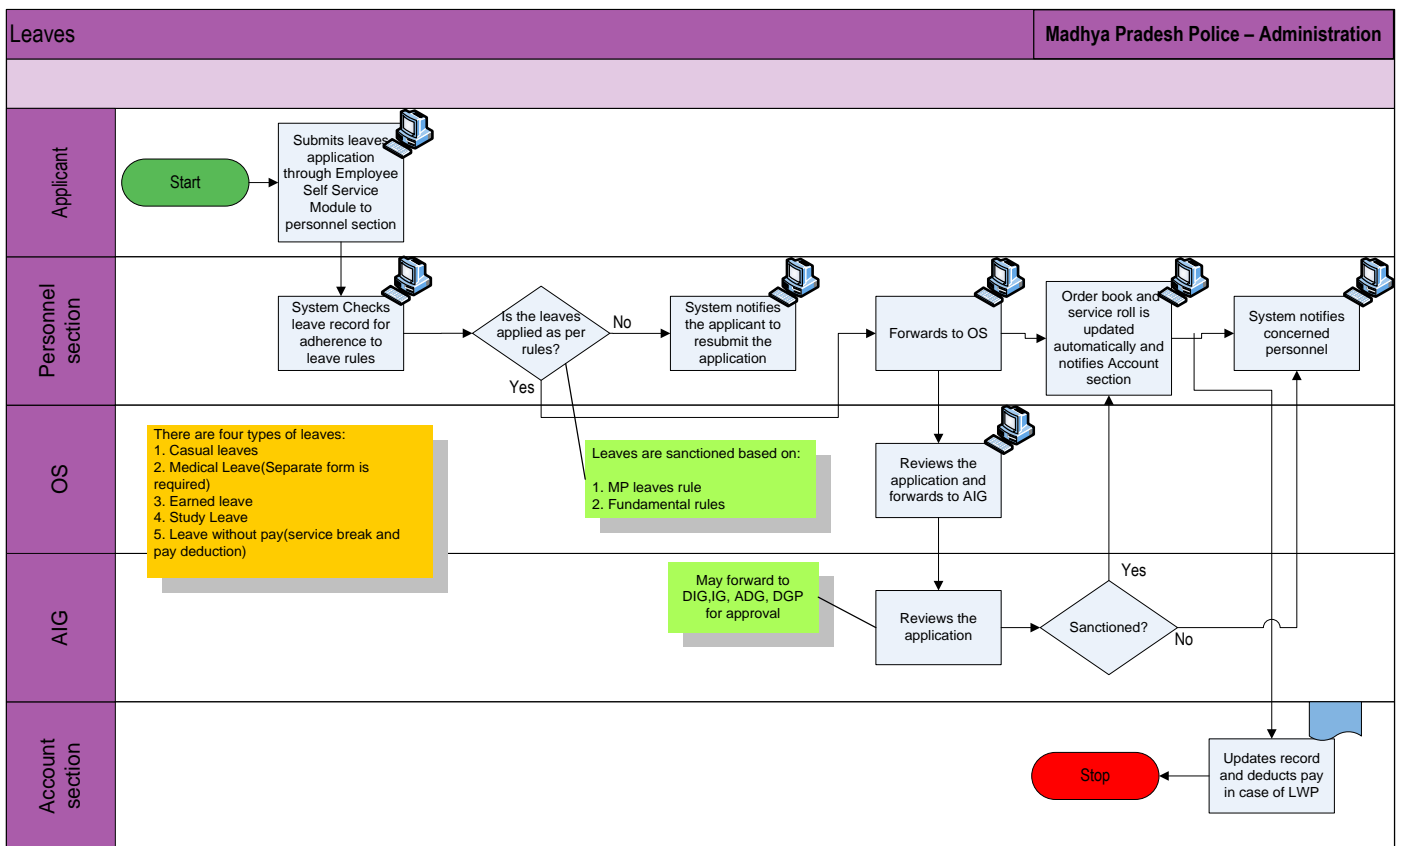 Leaves
Madhya Pradesh Police – Administration
Applicant
Start
Submits leaves
application
through Employee
Self Service
Module to
personnel section
Personnel
section
System Checks
leave record for
adherence to
leave rules
Is the leaves
applied as per
rules?
No
Yes
System notifies
the applicant to
resubmit the
application
Forwards to OS
Order book and
service roll is
updated
automatically and
notifies Account
section
System notifies
concerned
personnel
OS
There are four types of leaves:
1. Casual leaves
2. Medical Leave(Separate form is
required)
3. Earned leave
4. Study Leave
5. Leave without pay(service break and
pay deduction)
Leaves are sanctioned based on:
1. MP leaves rule
2. Fundamental rules
Reviews the
application and
forwards to AIG
AIG
May forward to
DIG,IG, ADG, DGP
for approval
Reviews the
application
Sanctioned?
Yes
No
Account
section
Stop
Updates record
and deducts pay
in case of LWP